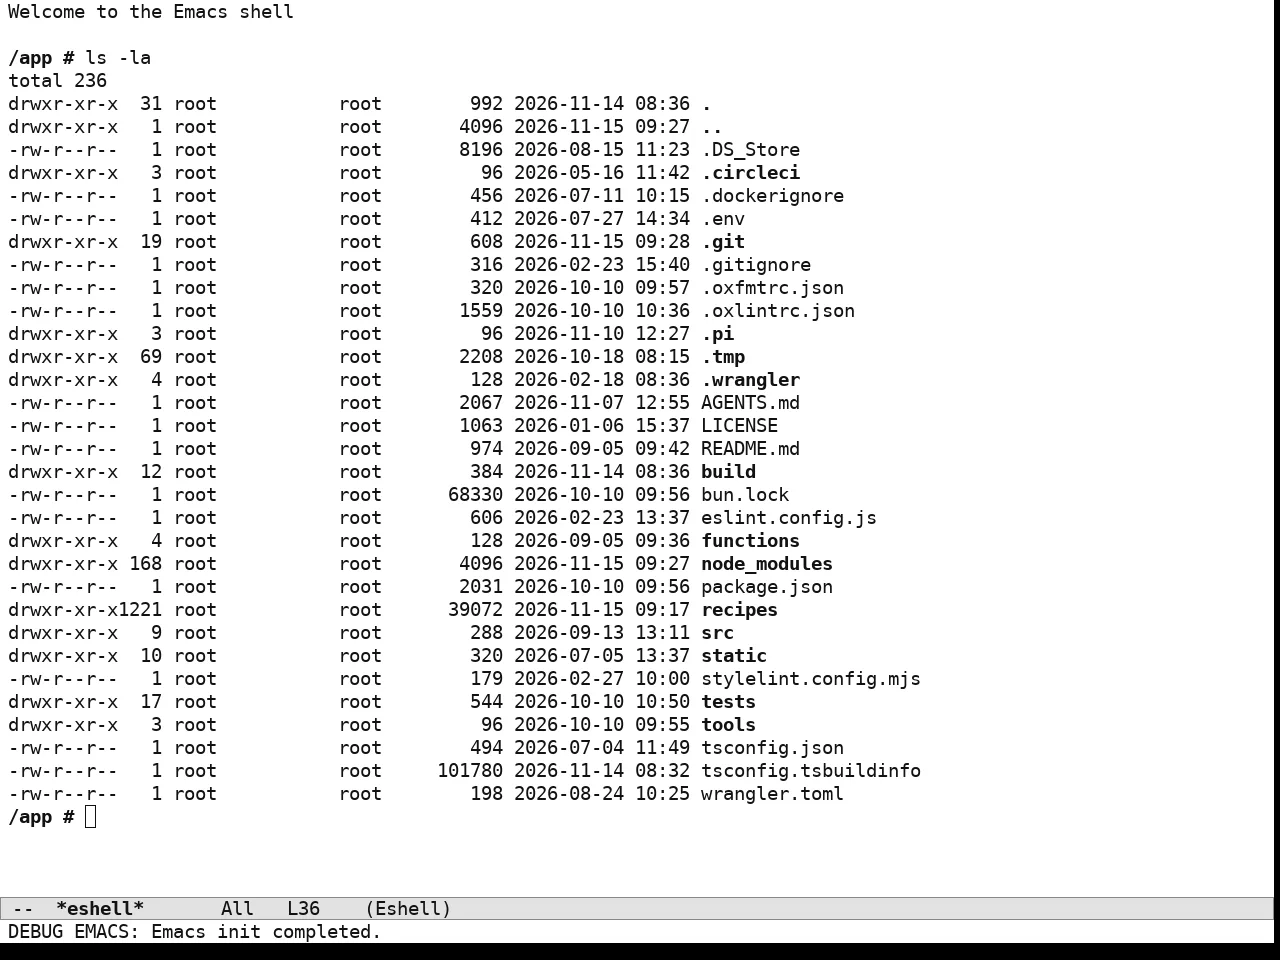 Welcome to the Emacs shell

/app # ls -la
total 236
drwxr-xr-x  31 root           root        992 2026-11-14 08:36 .
drwxr-xr-x   1 root           root       4096 2026-11-15 09:27 ..
-rw-r--r--   1 root           root       8196 2026-08-15 11:23 .DS_Store
drwxr-xr-x   3 root           root         96 2026-05-16 11:42 .circleci
-rw-r--r--   1 root           root        456 2026-07-11 10:15 .dockerignore
-rw-r--r--   1 root           root        412 2026-07-27 14:34 .env
drwxr-xr-x  19 root           root        608 2026-11-15 09:28 .git
-rw-r--r--   1 root           root        316 2026-02-23 15:40 .gitignore
-rw-r--r--   1 root           root        320 2026-10-10 09:57 .oxfmtrc.json
-rw-r--r--   1 root           root       1559 2026-10-10 10:36 .oxlintrc.json
drwxr-xr-x   3 root           root         96 2026-11-10 12:27 .pi
drwxr-xr-x  69 root           root       2208 2026-10-18 08:15 .tmp
drwxr-xr-x   4 root           root        128 2026-02-18 08:36 .wrangler
-rw-r--r--   1 root           root       2067 2026-11-07 12:55 AGENTS.md
-rw-r--r--   1 root           root       1063 2026-01-06 15:37 LICENSE
-rw-r--r--   1 root           root        974 2026-09-05 09:42 README.md
drwxr-xr-x  12 root           root        384 2026-11-14 08:36 build
-rw-r--r--   1 root           root      68330 2026-10-10 09:56 bun.lock
-rw-r--r--   1 root           root        606 2026-02-23 13:37 eslint.config.js
drwxr-xr-x   4 root           root        128 2026-09-05 09:36 functions
drwxr-xr-x 168 root           root       4096 2026-11-15 09:27 node_modules
-rw-r--r--   1 root           root       2031 2026-10-10 09:56 package.json
drwxr-xr-x1221 root           root      39072 2026-11-15 09:17 recipes
drwxr-xr-x   9 root           root        288 2026-09-13 13:11 src
drwxr-xr-x  10 root           root        320 2026-07-05 13:37 static
-rw-r--r--   1 root           root        179 2026-02-27 10:00 stylelint.config.mjs
drwxr-xr-x  17 root           root        544 2026-10-10 10:50 tests
drwxr-xr-x   3 root           root         96 2026-10-10 09:55 tools
-rw-r--r--   1 root           root        494 2026-07-04 11:49 tsconfig.json
-rw-r--r--   1 root           root     101780 2026-11-14 08:32 tsconfig.tsbuildinfo
-rw-r--r--   1 root           root        198 2026-08-24 10:25 wrangler.toml
/app #
--  *eshell*       All   L36    (Eshell)
DEBUG EMACS: Emacs init completed.